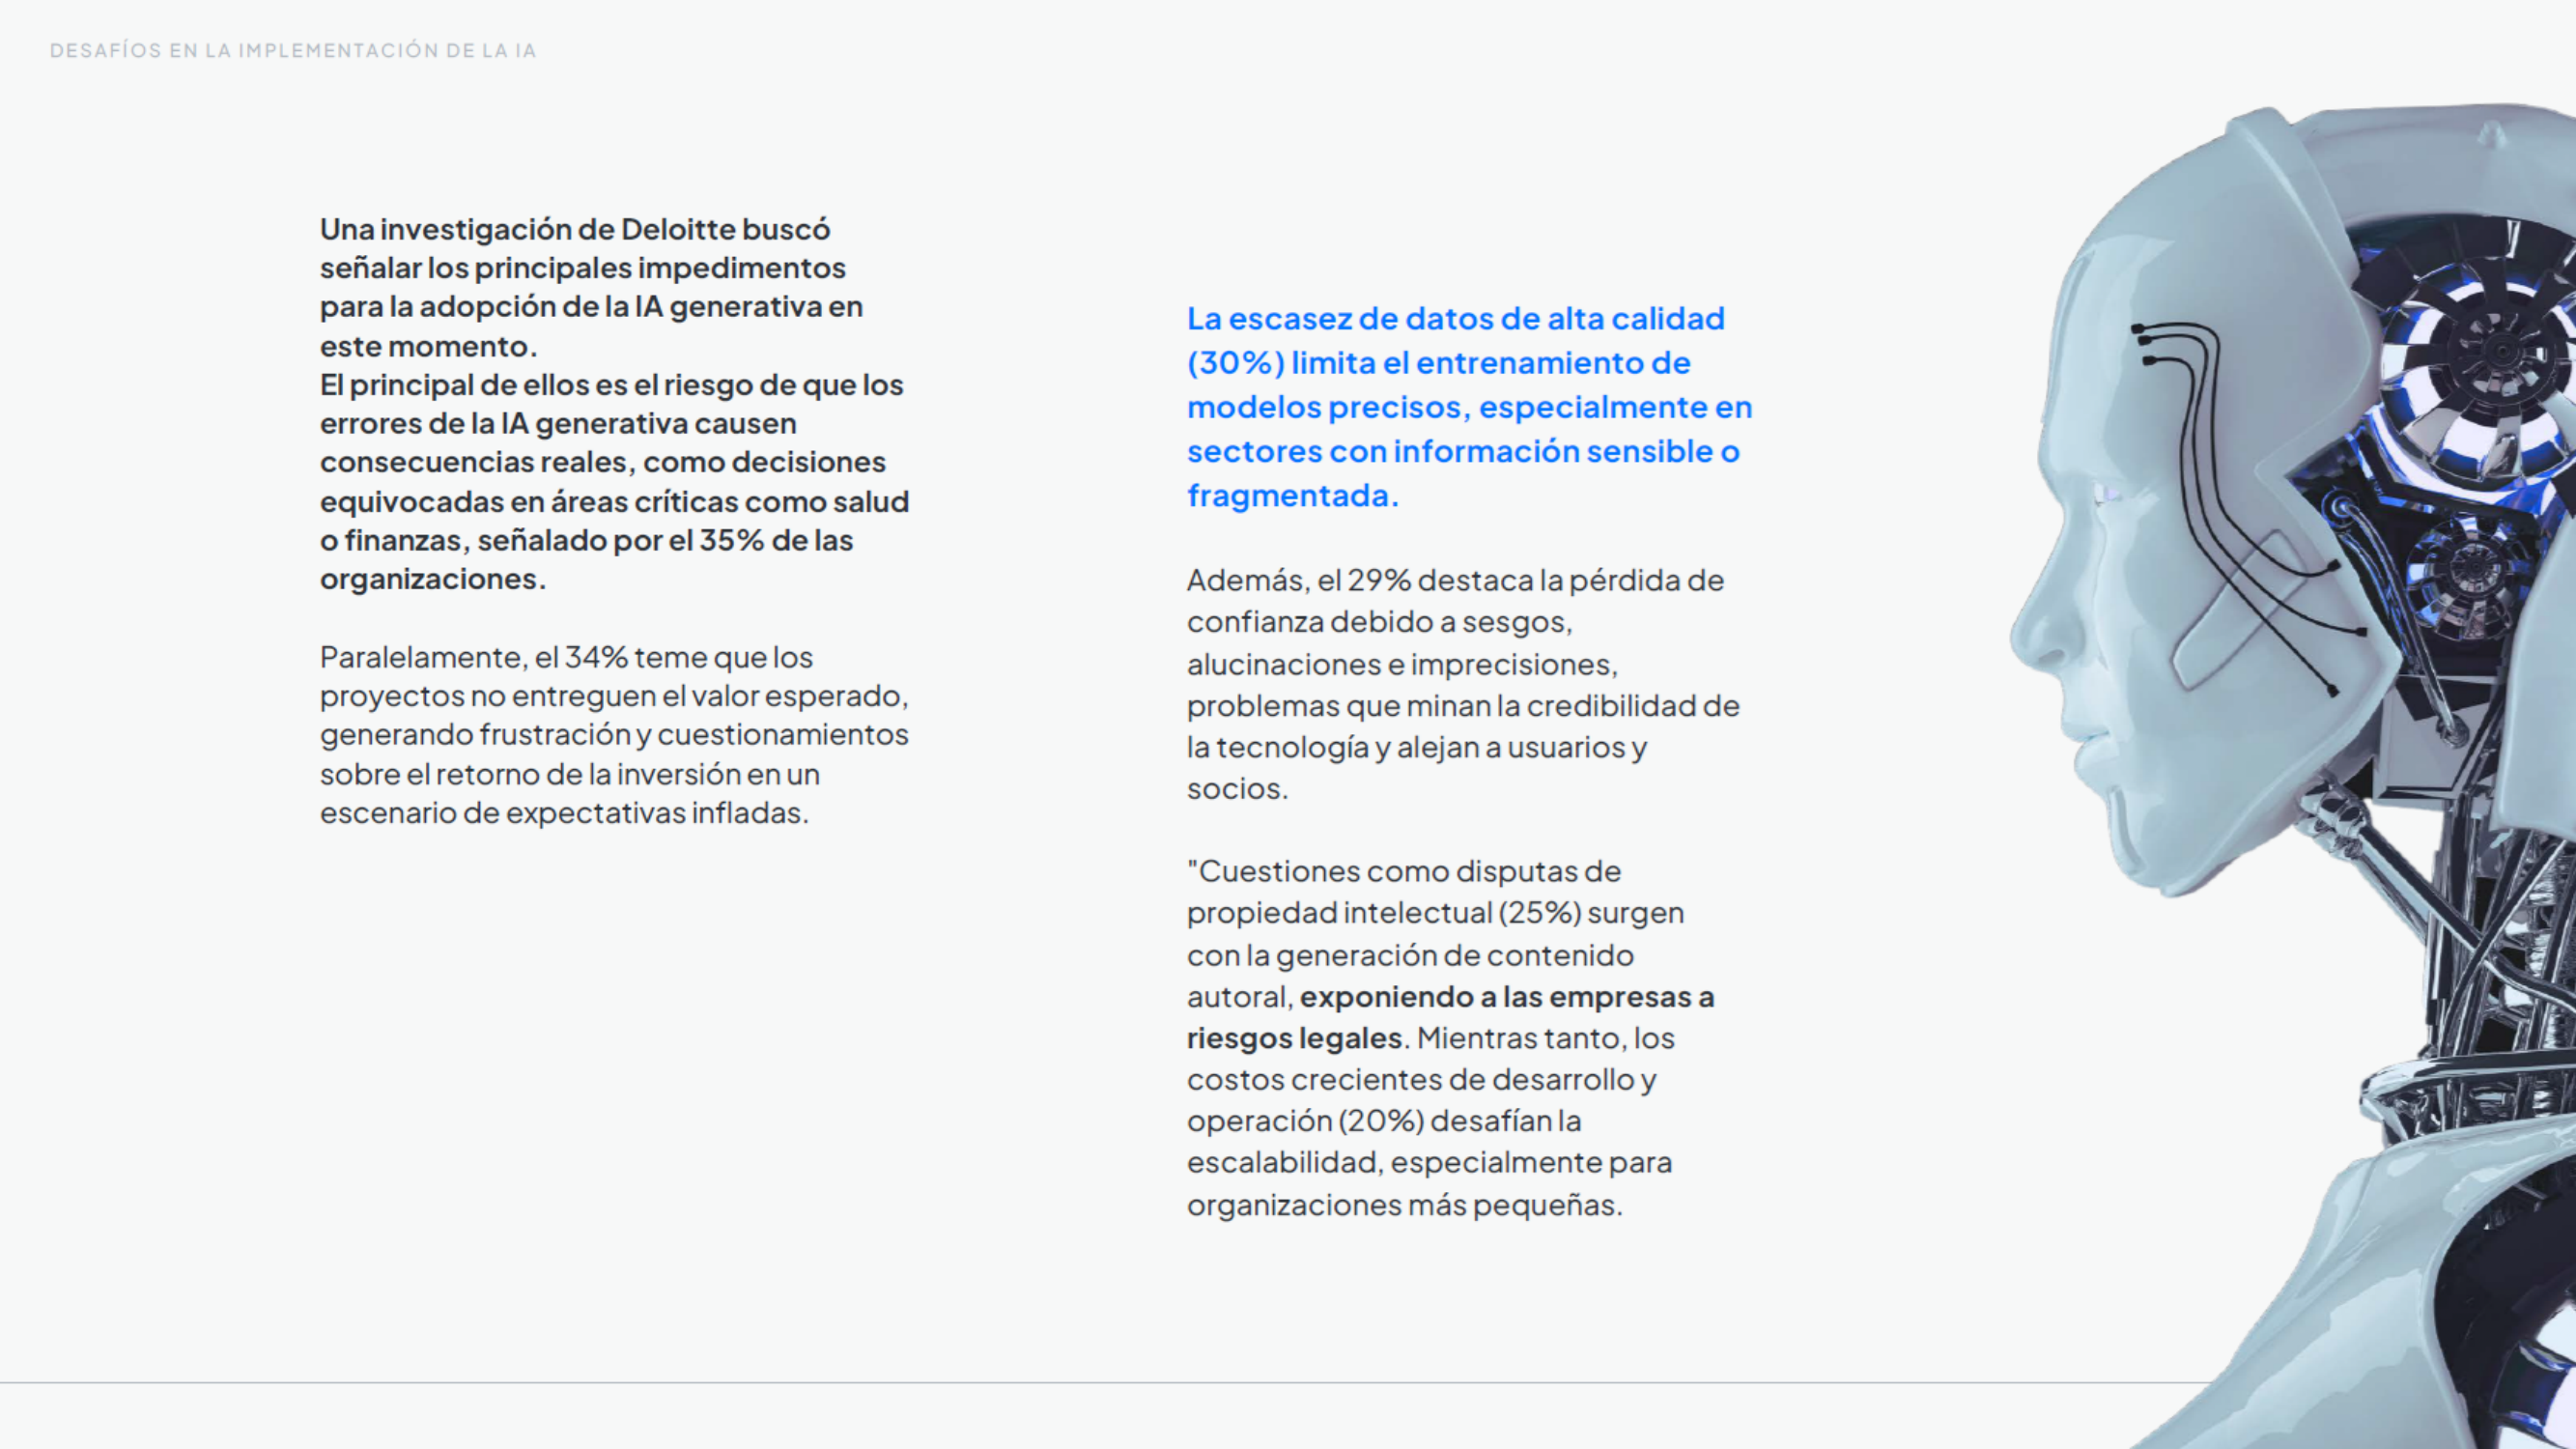 DESAFÍOS EN LA IMPLEMENTACIÓN DE LA IA
Una investigación de Deloitte buscó
señalar los principales impedimentos
para la adopción de la IA generativa en
este momento.
El principal de ellos es el riesgo de que los
errores de la IA generativa causen
consecuencias reales, como decisiones
equivocadas en áreas críticas como salud
o finanzas, señalado por el 35% de las
organizaciones.
Paralelamente, el 34% teme que los
proyectos no entreguen el valor esperado,
generando frustración y cuestionamientos
sobre el retorno de la inversión en un
escenario de expectativas infladas.
La escasez de datos de alta calidad
(30%) limita el entrenamiento de
modelos precisos, especialmente en
sectores con información sensible o
fragmentada.
Además, el 29% destaca la pérdida de
confianza debido a sesgos,
alucinaciones e imprecisiones,
problemas que minan la credibilidad de
la tecnología y alejan a usuarios y
socios.
"Cuestiones como disputas de
propiedad intelectual (25%) surgen
con la generación de contenido
autoral, exponiendo a las empresas a
riesgos legales. Mientras tanto, los
costos crecientes de desarrollo y
operación (20%) desafían la
escalabilidad, especialmente para
organizaciones más pequeñas.